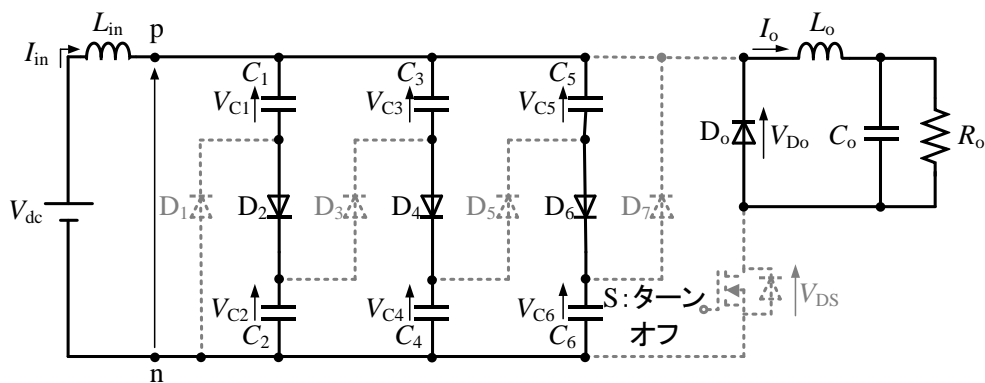 L_in p I_o L_o
I_in C_1 C_3 C_5
V_C1 V_C3 V_C5
D_o V_Do C_o R_o
V_dc D_1 D_2 D_3 D_4 D_5 D_6 D_7
V_C2 V_C4 V_C6 S:ターン V_DS
C_2 C_4 C_6 オフ
n